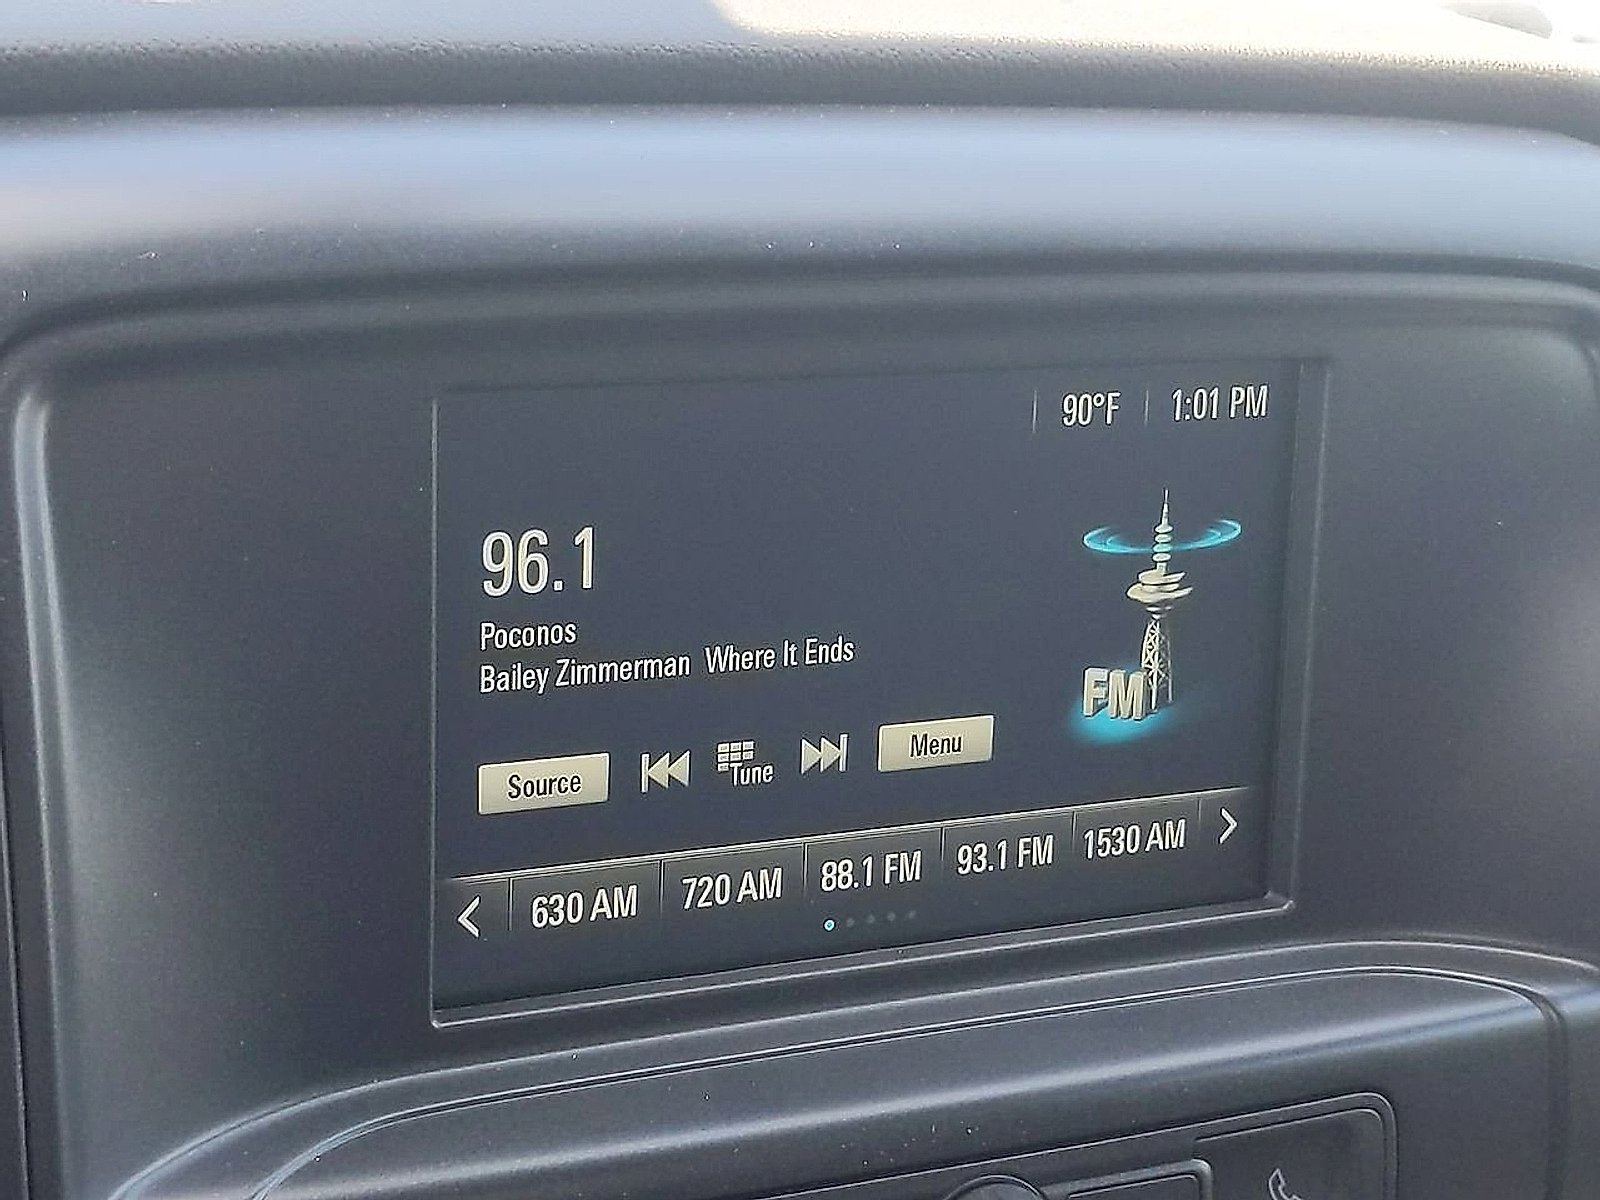 90°F 1:01 PM
96.1
Poconos
Bailey Zimmerman Where It Ends
FM
Source Tune Menu
630 AM 720 AM 88.1 FM 93.1 FM 1530 AM